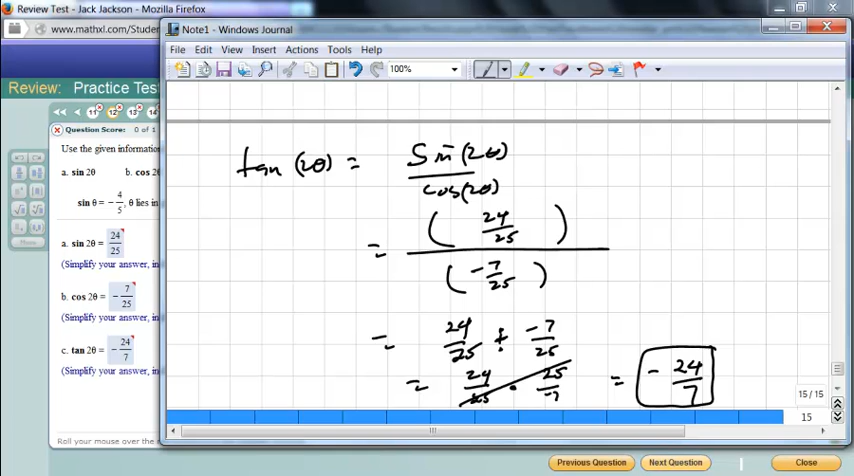 Review Test - Jack Jackson - Mozilla Firefox
www.mathxl.com/Studen
Note1 - Windows Journal
File Edit View Insert Actions Tools Help
100%
Review: Practice Tes
11 12 13 14
Question Score: 0 of 1
Use the given information
a. sin 2θ b. cos 2θ
sin θ = - 4/5, θ lies in
a. sin 2θ = 24/25
(Simplify your answer, in
b. cos 2θ = - 7/25
(Simplify your answer, in
c. tan 2θ = - 24/7
(Simplify your answer, in
Roll your mouse over the
More
tan (2θ) = sin(2θ) / cos(2θ)
= (24/25) / (-7/25)
= 24/25 ÷ -7/25
= 24/25 · 25/-7 = - 24/7
15/15
15
Previous Question Next Question Close